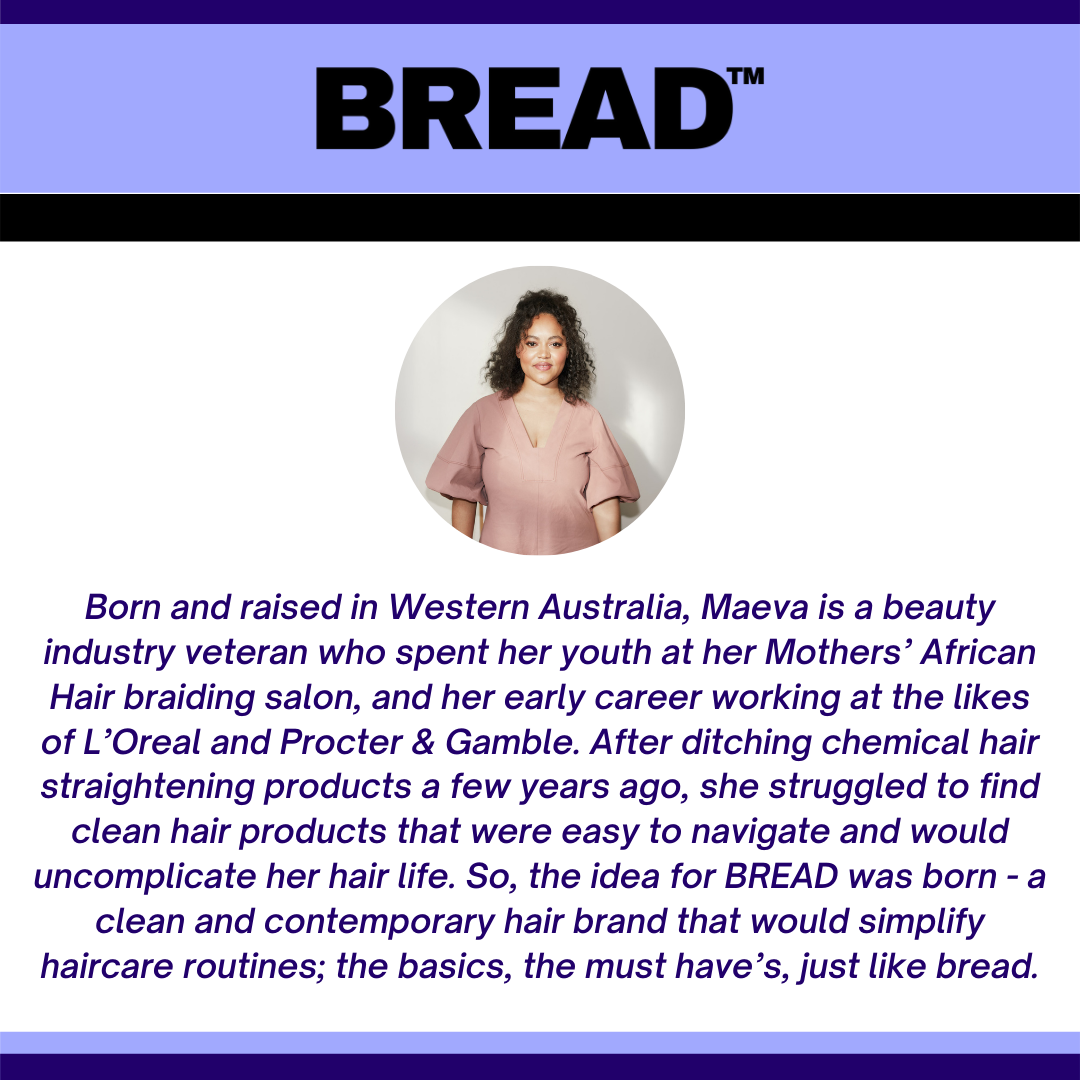 BREAD™
Born and raised in Western Australia, Maeva is a beauty
industry veteran who spent her youth at her Mothers’ African
Hair braiding salon, and her early career working at the likes
of L’Oreal and Procter & Gamble. After ditching chemical hair
straightening products a few years ago, she struggled to find
clean hair products that were easy to navigate and would
uncomplicate her hair life. So, the idea for BREAD was born - a
clean and contemporary hair brand that would simplify
haircare routines; the basics, the must have’s, just like bread.